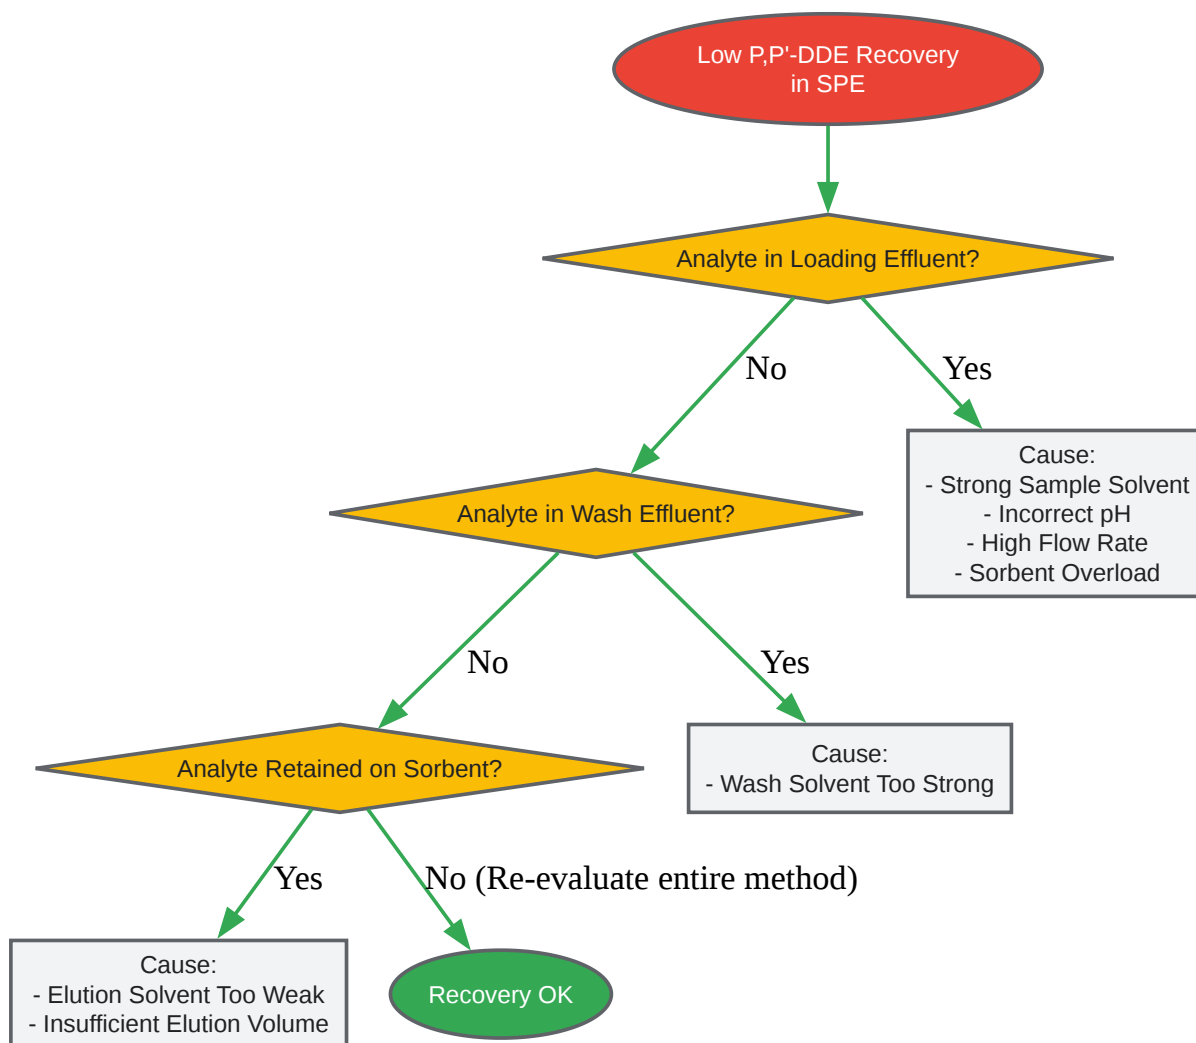 Low P,P'-DDE Recovery
in SPE
Analyte in Loading Effluent?
No
Yes
Cause:
- Strong Sample Solvent
- Incorrect pH
- High Flow Rate
- Sorbent Overload
Analyte in Wash Effluent?
No
Yes
Cause:
- Wash Solvent Too Strong
Analyte Retained on Sorbent?
Yes
No (Re-evaluate entire method)
Cause:
- Elution Solvent Too Weak
- Insufficient Elution Volume
Recovery OK